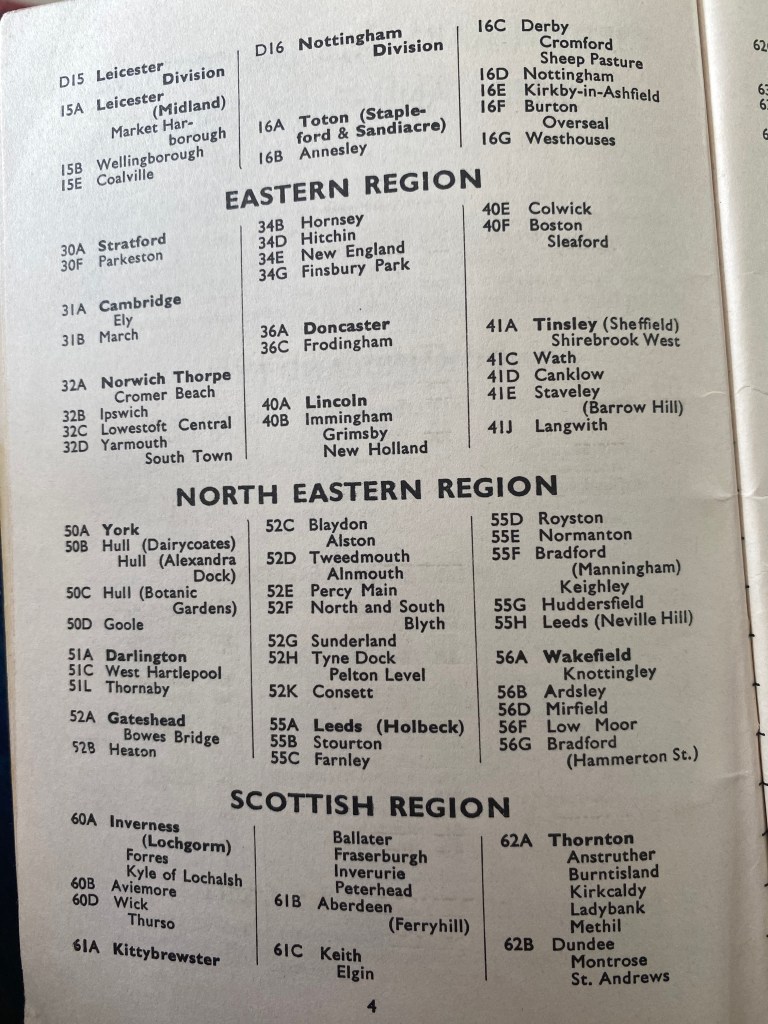 D15 Leicester
Division
15A Leicester
(Midland)
Market Har-
borough
15B Wellingborough
15E Coalville
D16 Nottingham
Division
16A Toton (Staple-
ford & Sandiacre)
16B Annesley
16C Derby
Cromford
Sheep Pasture
16D Nottingham
16E Kirkby-in-Ashfield
16F Burton
Overseal
16G Westhouses
EASTERN REGION
30A Stratford
30F Parkeston
31A Cambridge
Ely
31B March
32A Norwich Thorpe
Cromer Beach
32B Ipswich
32C Lowestoft Central
32D Yarmouth
South Town
34B Hornsey
34D Hitchin
34E New England
34G Finsbury Park
36A Doncaster
36C Frodingham
40A Lincoln
40B Immingham
Grimsby
New Holland
40E Colwick
40F Boston
Sleaford
41A Tinsley (Sheffield)
Shirebrook West
41C Wath
41D Canklow
41E Staveley
(Barrow Hill)
41J Langwith
NORTH EASTERN REGION
50A York
50B Hull (Dairycoates)
Hull (Alexandra
Dock)
50C Hull (Botanic
Gardens)
50D Goole
51A Darlington
51C West Hartlepool
51L Thornaby
52A Gateshead
Bowes Bridge
52B Heaton
52C Blaydon
Alston
52D Tweedmouth
Alnmouth
52E Percy Main
52F North and South
Blyth
52G Sunderland
52H Tyne Dock
Pelton Level
52K Consett
55A Leeds (Holbeck)
55B Stourton
55C Farnley
55D Royston
55E Normanton
55F Bradford
(Manningham)
Keighley
55G Huddersfield
55H Leeds (Neville Hill)
56A Wakefield
Knottingley
56B Ardsley
56D Mirfield
56F Low Moor
56G Bradford
(Hammerton St.)
SCOTTISH REGION
60A Inverness
(Lochgorm)
Forres
Kyle of Lochalsh
60B Aviemore
60D Wick
Thurso
61A Kittybrewster
Ballater
Fraserburgh
Inverurie
Peterhead
61B Aberdeen
(Ferryhill)
61C Keith
Elgin
62A Thornton
Anstruther
Burntisland
Kirkcaldy
Ladybank
Methil
62B Dundee
Montrose
St. Andrews
4